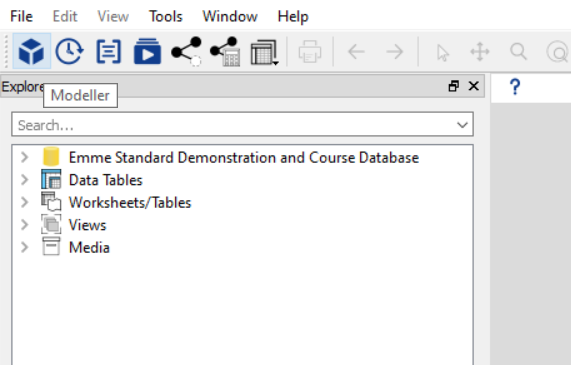 File Edit View Tools Window Help
Explore
Modeller
?
Search...
Emme Standard Demonstration and Course Database
Data Tables
Worksheets/Tables
Views
Media